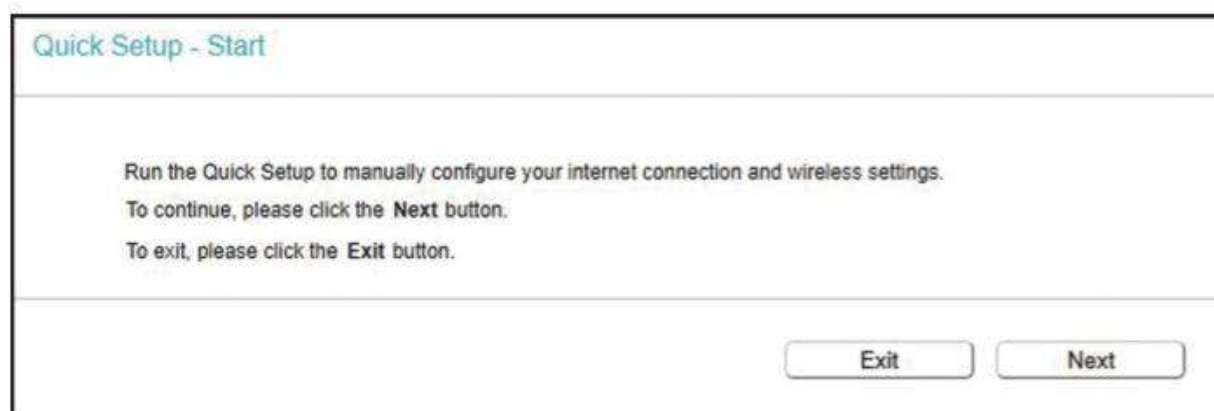 Quick Setup - Start
Run the Quick Setup to manually configure your internet connection and wireless settings.
To continue, please click the Next button.
To exit, please click the Exit button.
Exit Next